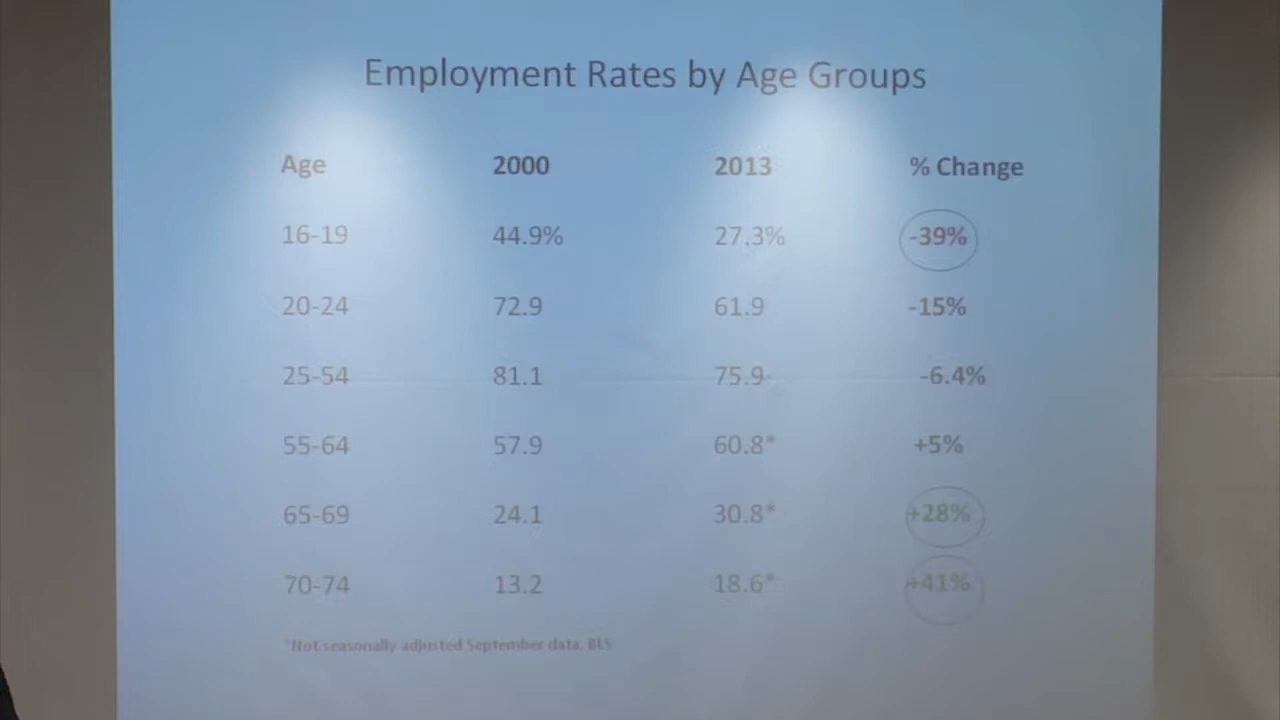 Employment Rates by Age Groups
Age 2000 2013 % Change
16-19 44.9% 27.3% -39%
20-24 72.9 61.9 -15%
25-54 81.1 75.9 -6.4%
55-64 57.9 60.8* +5%
65-69 24.1 30.8* +28%
70-74 13.2 18.6* +41%
*Not seasonally adjusted September data, BLS